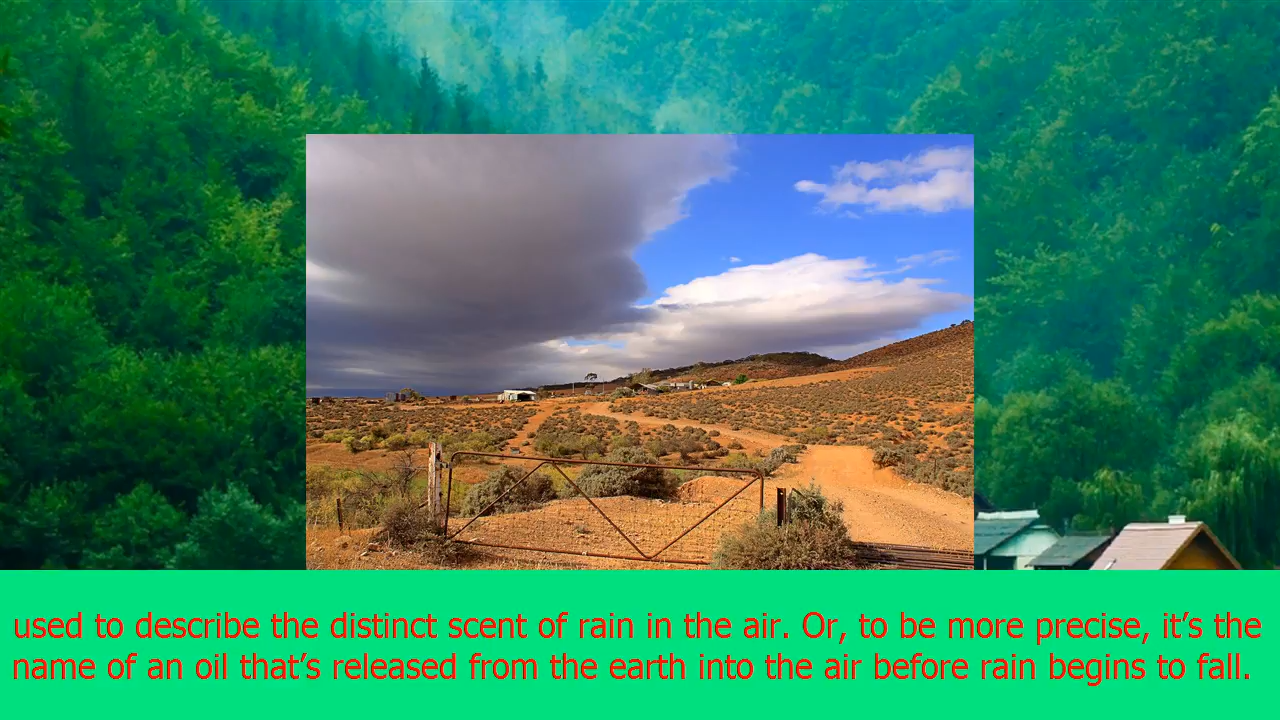 used to describe the distinct scent of rain in the air. Or, to be more precise, it’s the
name of an oil that’s released from the earth into the air before rain begins to fall.